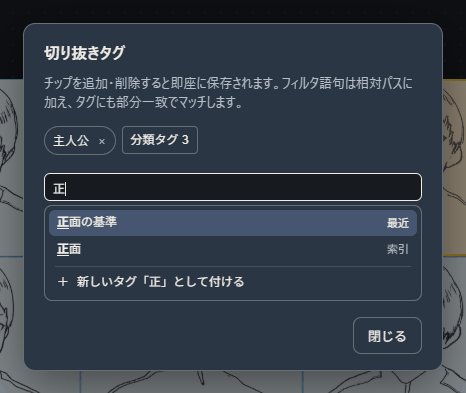 切り抜きタグ
チップを追加・削除すると即座に保存されます。フィルタ語句は相対パスに
加え、タグにも部分一致でマッチします。
主人公 × 分類タグ 3
正
正面の基準 最近
正面 索引
＋ 新しいタグ「正」として付ける
閉じる